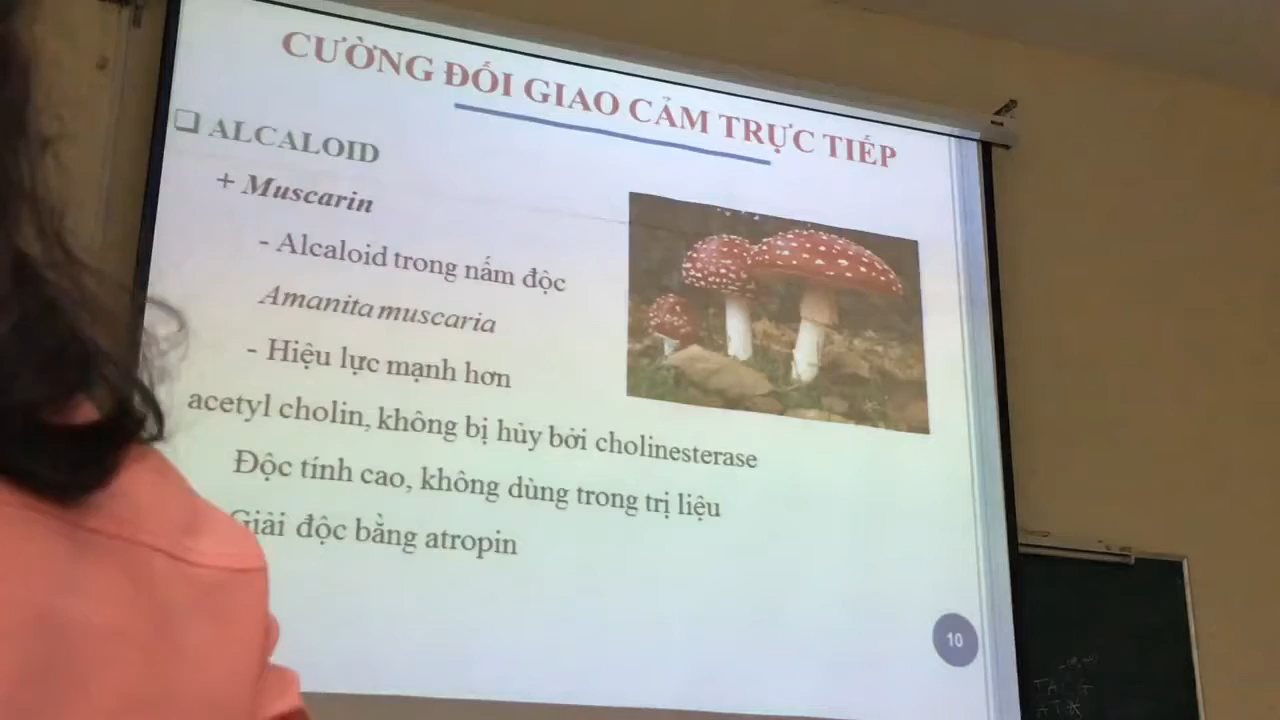 CƯỜNG ĐỐI GIAO CẢM TRỰC TIẾP
❑ ALCALOID
+ Muscarin
- Alcaloid trong nấm độc
Amanita muscaria
- Hiệu lực mạnh hơn
acetyl cholin, không bị hủy bởi cholinesterase
Độc tính cao, không dùng trong trị liệu
Giải độc bằng atropin
10